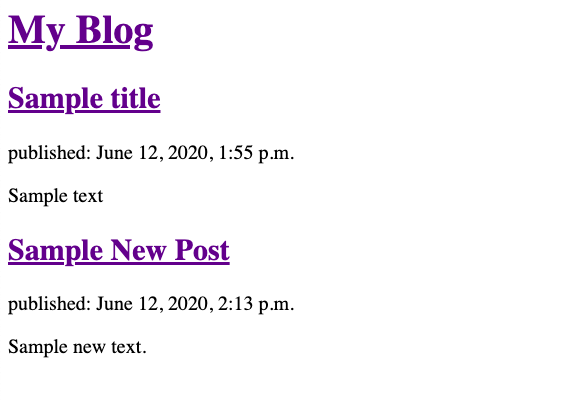 My Blog
Sample title
published: June 12, 2020, 1:55 p.m.
Sample text
Sample New Post
published: June 12, 2020, 2:13 p.m.
Sample new text.